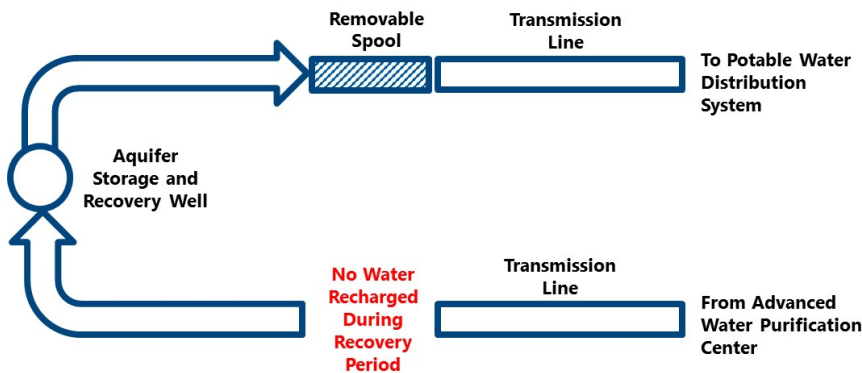 Removable
Spool
Transmission
Line
To Potable Water
Distribution
System
Aquifer
Storage and
Recovery Well
No Water
Recharged
During
Recovery
Period
Transmission
Line
From Advanced
Water Purification
Center